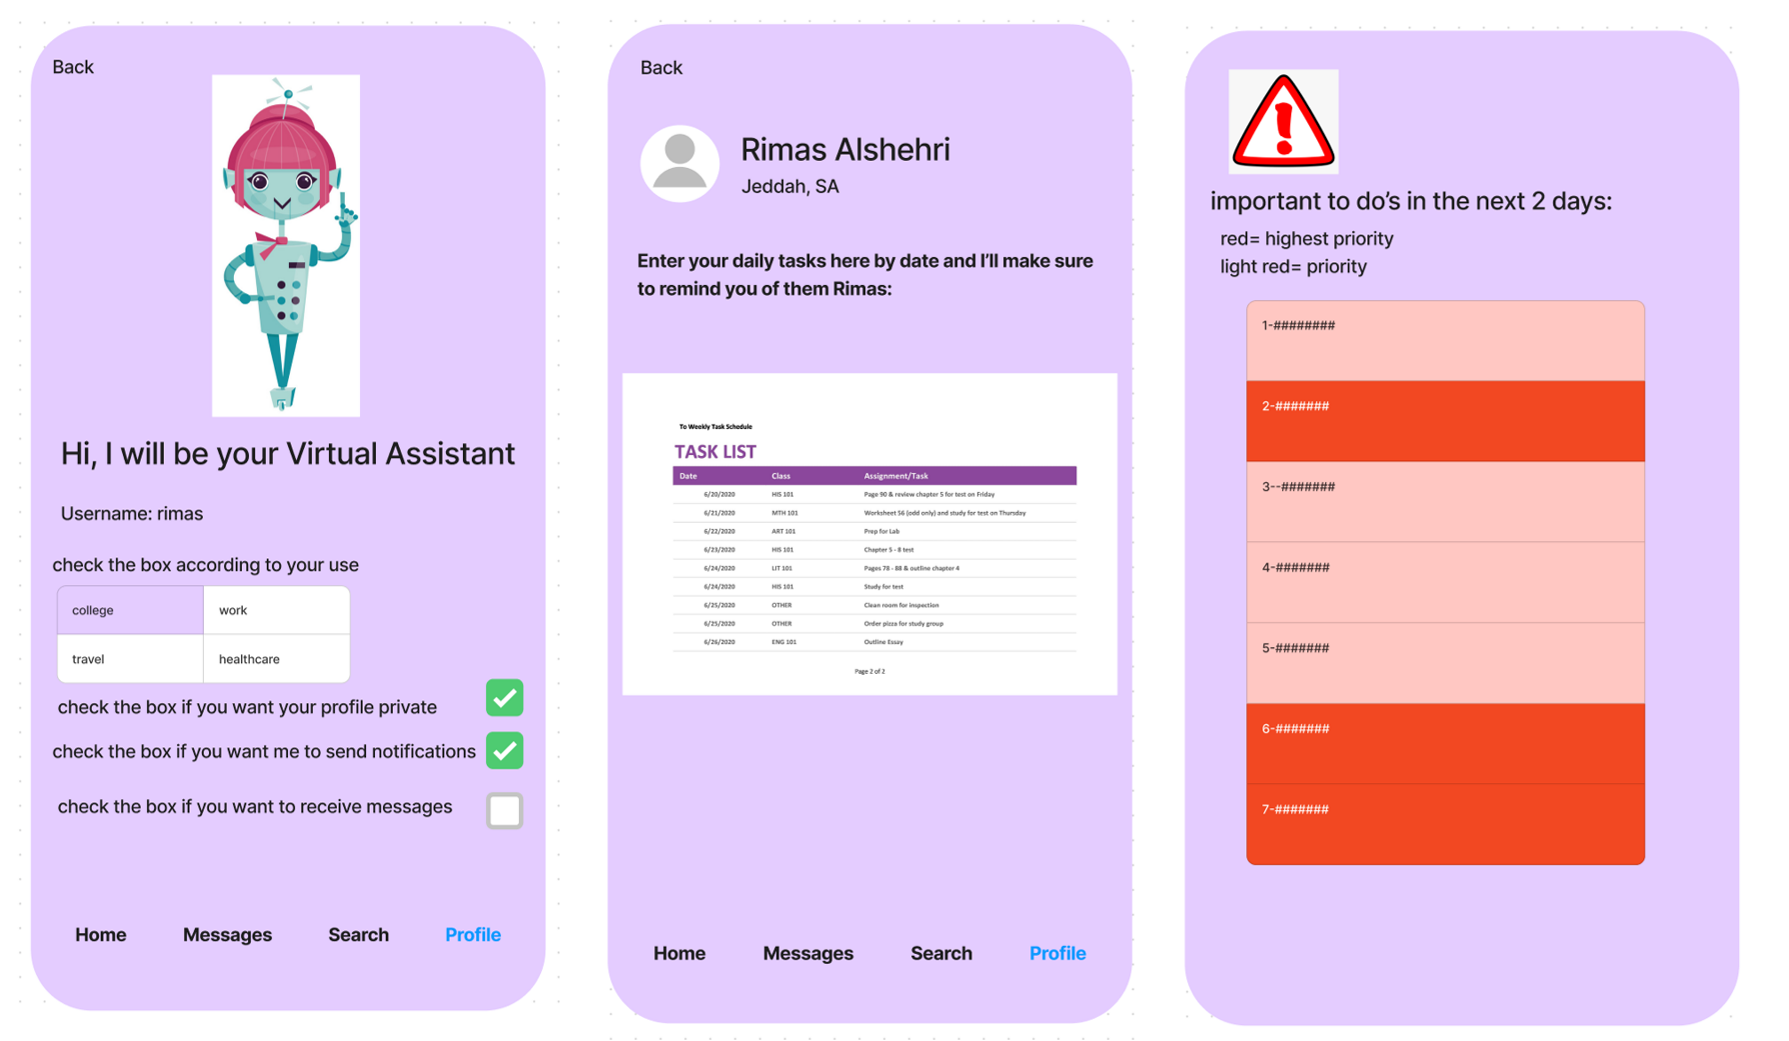 Back
Hi, I will be your Virtual Assistant
Username: rimas
check the box according to your use
college
work
travel
healthcare
check the box if you want your profile private
check the box if you want me to send notifications
check the box if you want to receive messages
Home
Messages
Search
Profile
Back
Rimas Alshehri
Jeddah, SA
Enter your daily tasks here by date and I'll make sure
to remind you of them Rimas:
To Weekly Task Schedule
TASK LIST
Date Class Assignment/Task
6/20/2020 HIS 101 Page 90 & review chapter 5 for test on Friday
6/21/2020 MTH 101 Worksheet 56 (odd only) and study for test on Thursday
6/22/2020 ART 101 Prep for Lab
6/23/2020 HIS 101 Chapter 5 - 8 test
6/24/2020 LIT 101 Pages 78 - 88 & outline chapter 4
6/24/2020 HIS 101 Study for test
6/25/2020 OTHER Clean room for inspection
6/25/2020 OTHER Order pizza for study group
6/26/2020 ENG 101 Outline Essay
Page 2 of 2
Home
Messages
Search
Profile
!
important to do's in the next 2 days:
red= highest priority
light red= priority
1-########
2-#######
3--#######
4-#######
5-#######
6-#######
7-#######